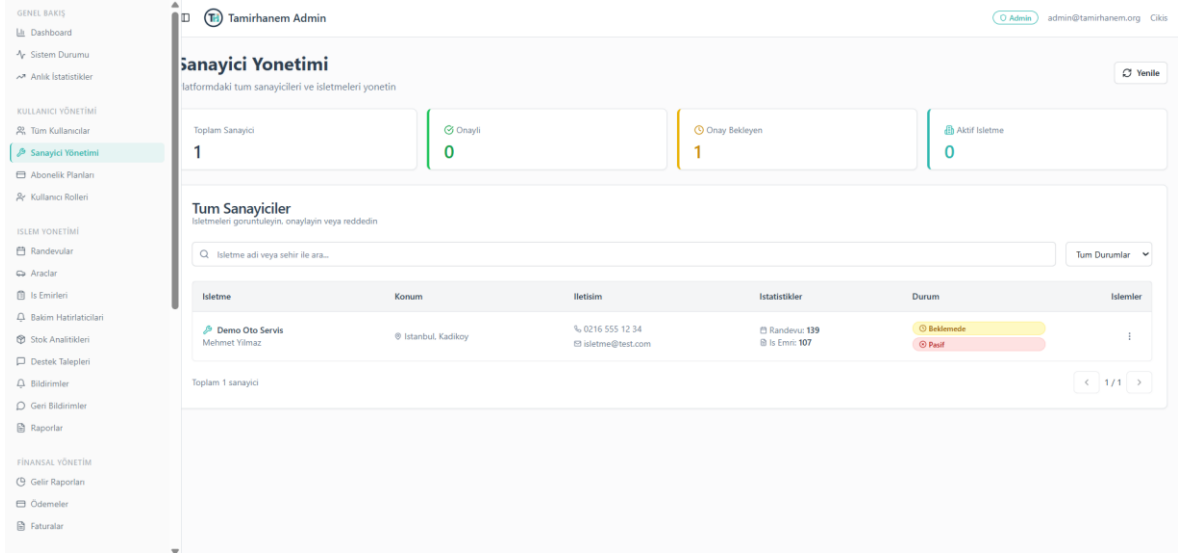 GENEL BAKIŞ
Dashboard
Sistem Durumu
Anlık İstatistikler
KULLANICI YÖNETİMİ
Tüm Kullanıcılar
Sanayici Yönetimi
Abonelik Planları
Kullanıcı Rolleri
ISLEM YONETİMİ
Randevular
Araclar
Is Emirleri
Bakim Hatirlaticilari
Stok Analitikleri
Destek Talepleri
Bildirimler
Geri Bildirimler
Raporlar
FİNANSAL YÖNETİM
Gelir Raporları
Ödemeler
Faturalar
Tamirhanem Admin
Admin admin@tamirhanem.org Cikis
Sanayici Yonetimi
latformdaki tum sanayicileri ve isletmeleri yonetin
Yenile
Toplam Sanayici
1
Onayli
0
Onay Bekleyen
1
Aktif Isletme
0
Tum Sanayiciler
Isletmeleri goruntuleyin, onaylayin veya reddedin
Isletme adi veya sehir ile ara...
Tum Durumlar
Isletme Konum Iletisim Istatistikler Durum Islemler
Demo Oto Servis
Mehmet Yilmaz
Istanbul, Kadikoy
0216 555 12 34
isletme@test.com
Randevu: 139
Is Emri: 107
Beklemede
Pasif
Toplam 1 sanayici
1 / 1